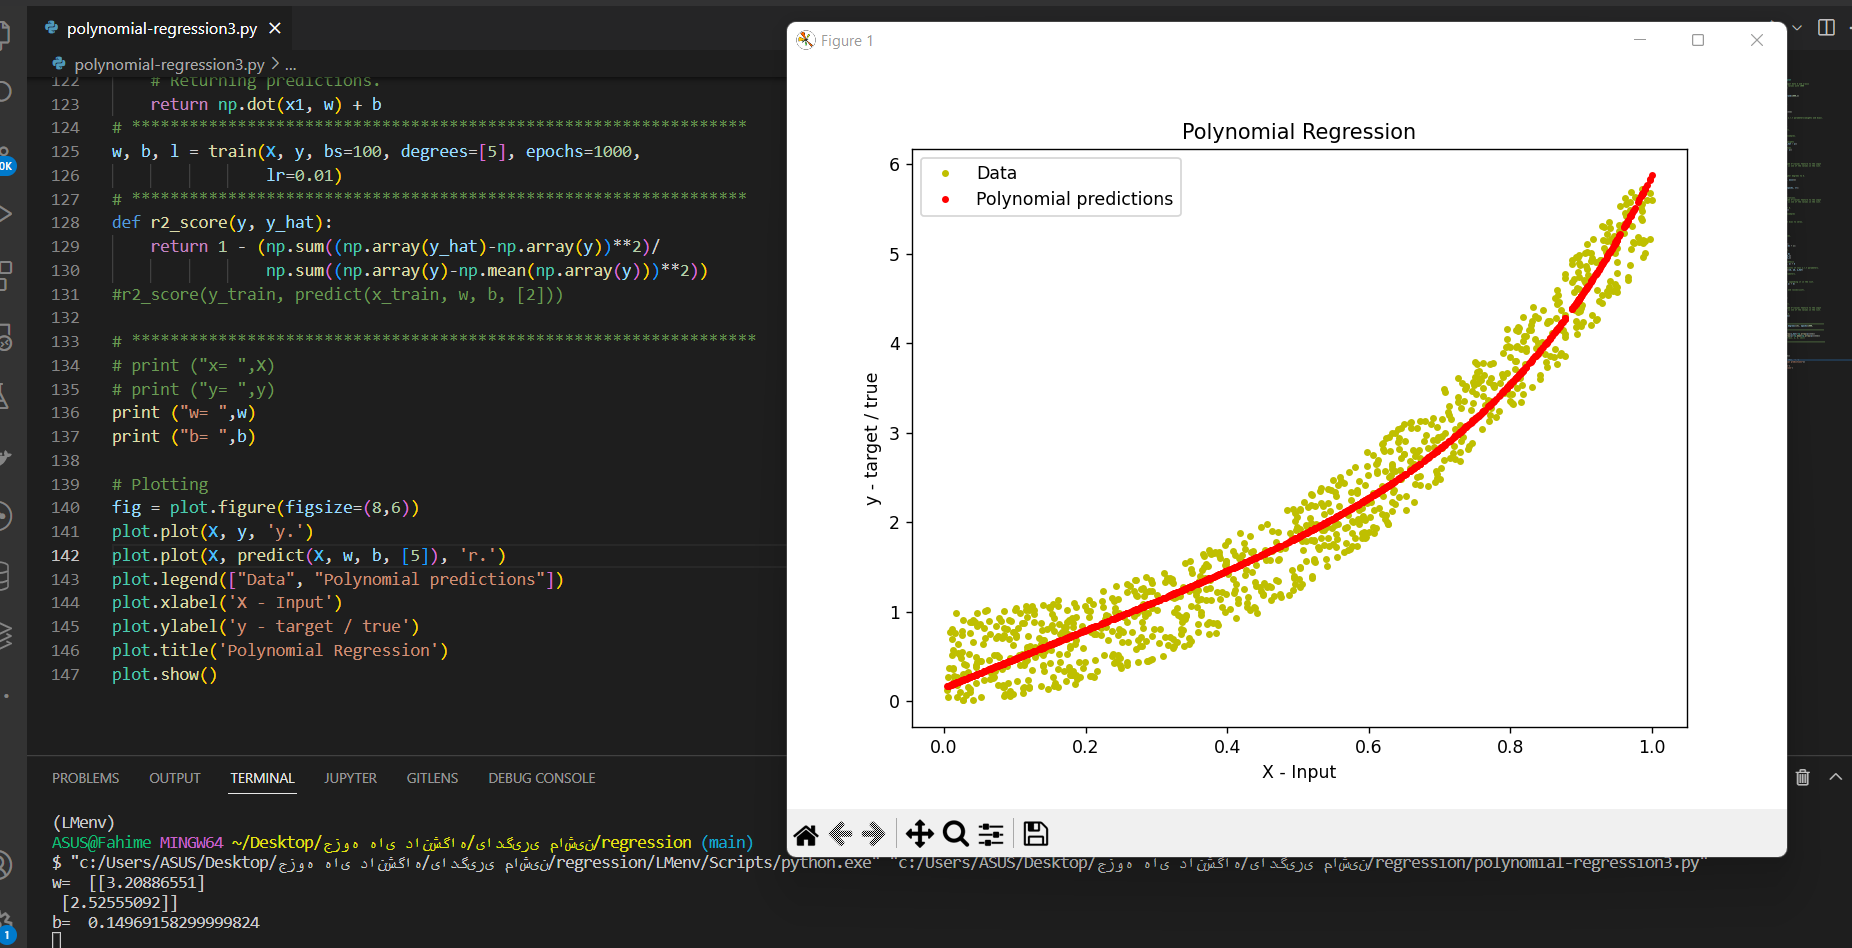 polynomial-regression3.py
polynomial-regression3.py > ...
122 # Returning predictions.
123 return np.dot(x1, w) + b
124 # ****************************************************************
125 w, b, l = train(X, y, bs=100, degrees=[5], epochs=1000,
126 lr=0.01)
127 # ****************************************************************
128 def r2_score(y, y_hat):
129 return 1 - (np.sum((np.array(y_hat)-np.array(y))**2)/
130 np.sum((np.array(y)-np.mean(np.array(y)))**2))
131 #r2_score(y_train, predict(x_train, w, b, [2]))
132
133 # *****************************************************************
134 # print ("x= ",X)
135 # print ("y= ",y)
136 print ("w= ",w)
137 print ("b= ",b)
138
139 # Plotting
140 fig = plot.figure(figsize=(8,6))
141 plot.plot(X, y, 'y.')
142 plot.plot(X, predict(X, w, b, [5]), 'r.')
143 plot.legend(["Data", "Polynomial predictions"])
144 plot.xlabel('X - Input')
145 plot.ylabel('y - target / true')
146 plot.title('Polynomial Regression')
147 plot.show()
Figure 1
Polynomial Regression
Data
Polynomial predictions
6
5
4
3
2
1
0
y - target / true
0.0 0.2 0.4 0.6 0.8 1.0
X - Input
0K
1
PROBLEMS OUTPUT TERMINAL JUPYTER GITLENS DEBUG CONSOLE
(LMenv)
ASUS@Fahime MINGW64 ~/Desktop/جزوه های دانشگاه/یادگیری ماشین/regression (main)
$ "c:/Users/ASUS/Desktop/جزوه های دانشگاه/یادگیری ماشین/regression/LMenv/Scripts/python.exe" "c:/Users/ASUS/Desktop/جزوه های دانشگاه/یادگیری ماشین/regression/polynomial-regression3.py"
w= [[3.20886551]
[2.52555092]]
b= 0.14969158299999824